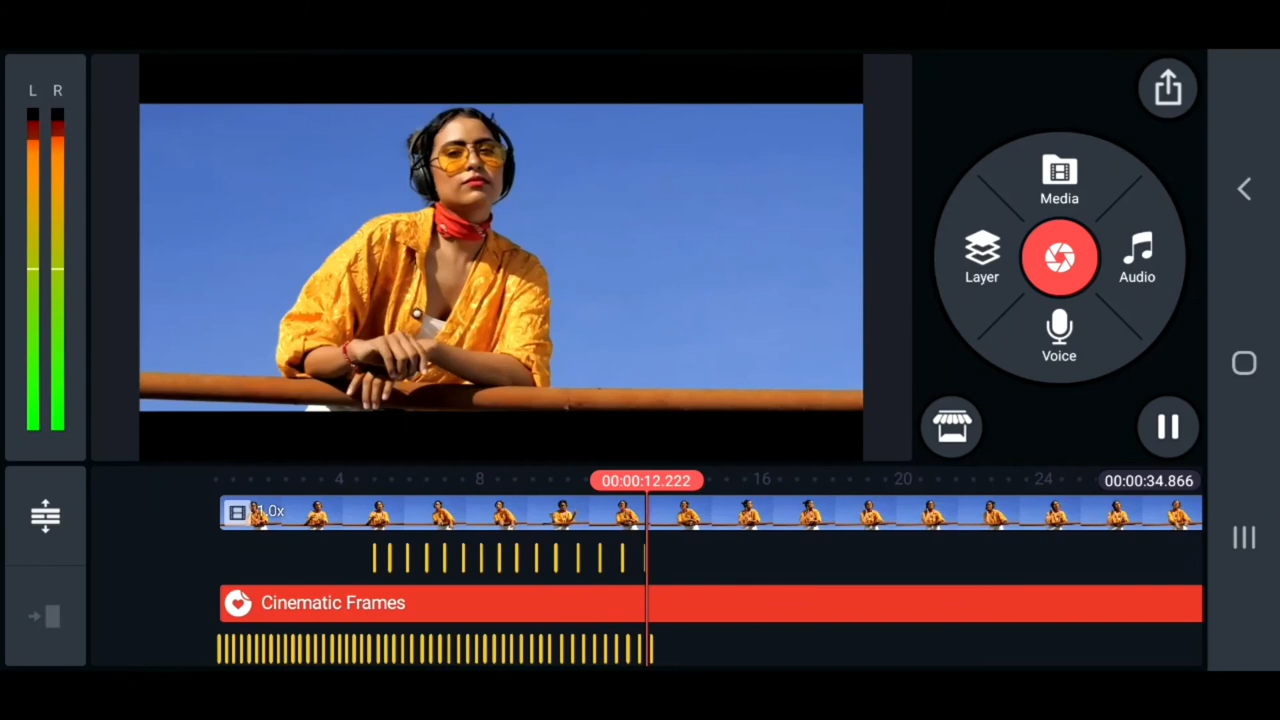 L R
Media
Layer
Audio
Voice
4 8 00:00:12.222 16 20 24 00:00:34.866
1.0x
Cinematic Frames